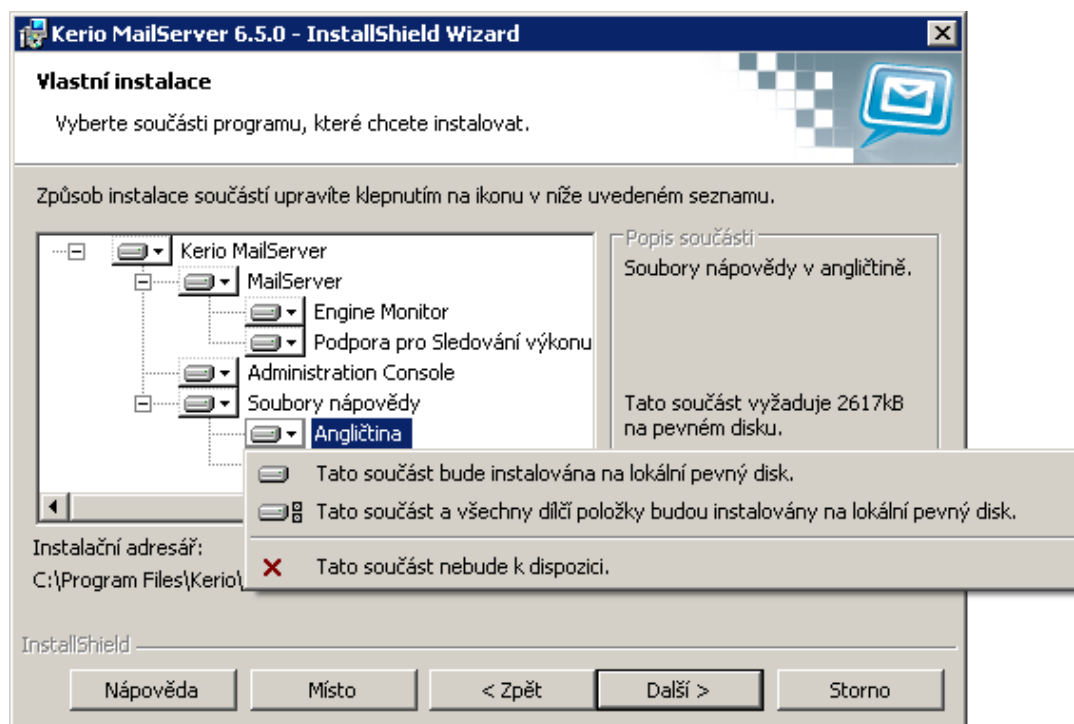 Kerio MailServer 6.5.0 - InstallShield Wizard
Vlastní instalace
Vyberte součásti programu, které chcete instalovat.
Způsob instalace součástí upravíte klepnutím na ikonu v níže uvedeném seznamu.
Kerio MailServer
MailServer
Engine Monitor
Podpora pro Sledování výkonu
Administration Console
Soubory nápovědy
Angličtina
Popis součásti
Soubory nápovědy v angličtině.
Tato součást vyžaduje 2617kB
na pevném disku.
Tato součást bude instalována na lokální pevný disk.
Tato součást a všechny dílčí položky budou instalovány na lokální pevný disk.
Tato součást nebude k dispozici.
Instalační adresář:
C:\Program Files\Kerio\
InstallShield
Nápověda
Místo
< Zpět
Další >
Storno